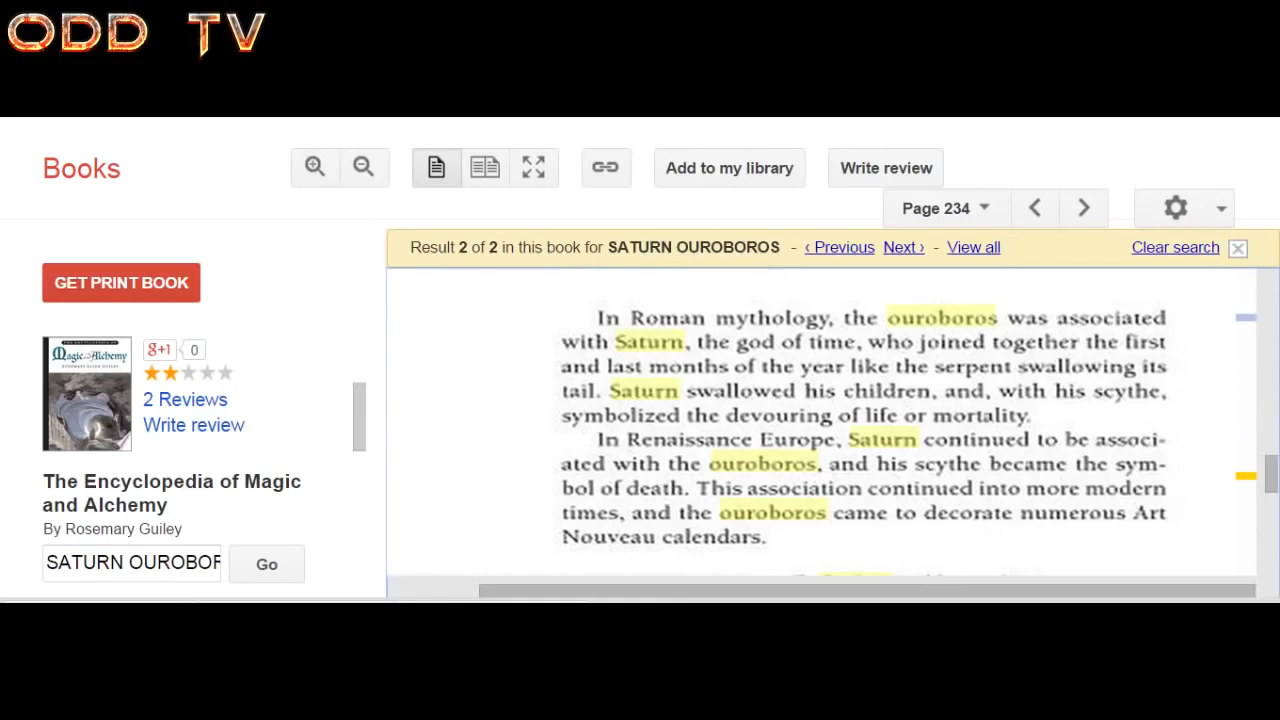 ODD TV
Books
Add to my library
Write review
Page 234
Result 2 of 2 in this book for SATURN OUROBOROS - ‹ Previous Next › - View all
Clear search
GET PRINT BOOK
THE ENCYCLOPEDIA OF
Magic and Alchemy
g+1 0
2 Reviews
Write review
The Encyclopedia of Magic
and Alchemy
By Rosemary Guiley
SATURN OUROBOR
Go
In Roman mythology, the ouroboros was associated
with Saturn, the god of time, who joined together the first
and last months of the year like the serpent swallowing its
tail. Saturn swallowed his children, and, with his scythe,
symbolized the devouring of life or mortality.
In Renaissance Europe, Saturn continued to be associ-
ated with the ouroboros, and his scythe became the sym-
bol of death. This association continued into more modern
times, and the ouroboros came to decorate numerous Art
Nouveau calendars.